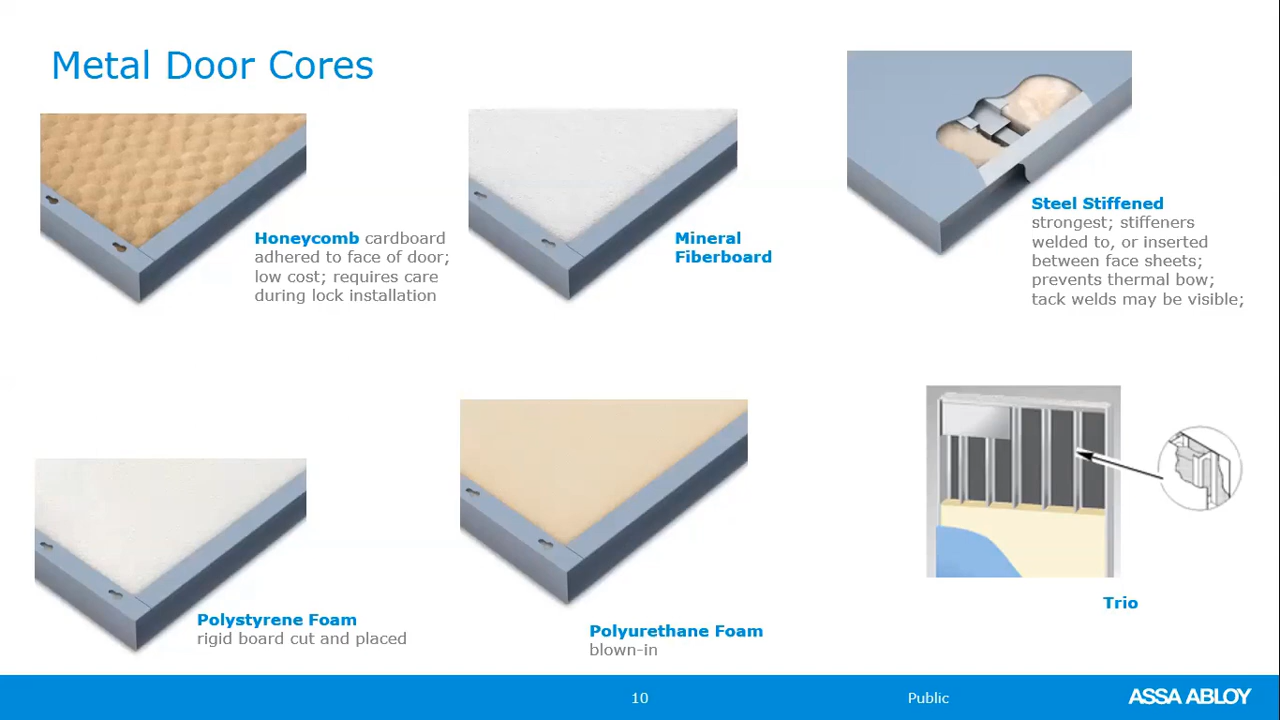 Metal Door Cores
Honeycomb cardboard
adhered to face of door;
low cost; requires care
during lock installation
Mineral
Fiberboard
Steel Stiffened
strongest; stiffeners
welded to, or inserted
between face sheets;
prevents thermal bow;
tack welds may be visible;
Polystyrene Foam
rigid board cut and placed
Polyurethane Foam
blown-in
Trio
10
Public
ASSA ABLOY